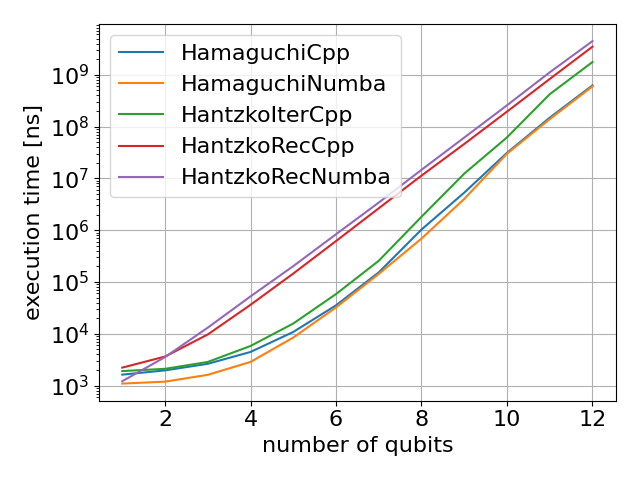 HamaguchiCpp
HamaguchiNumba
HantzkoIterCpp
HantzkoRecCpp
HantzkoRecNumba
execution time [ns]
10⁹
10⁸
10⁷
10⁶
10⁵
10⁴
10³
2 4 6 8 10 12
number of qubits